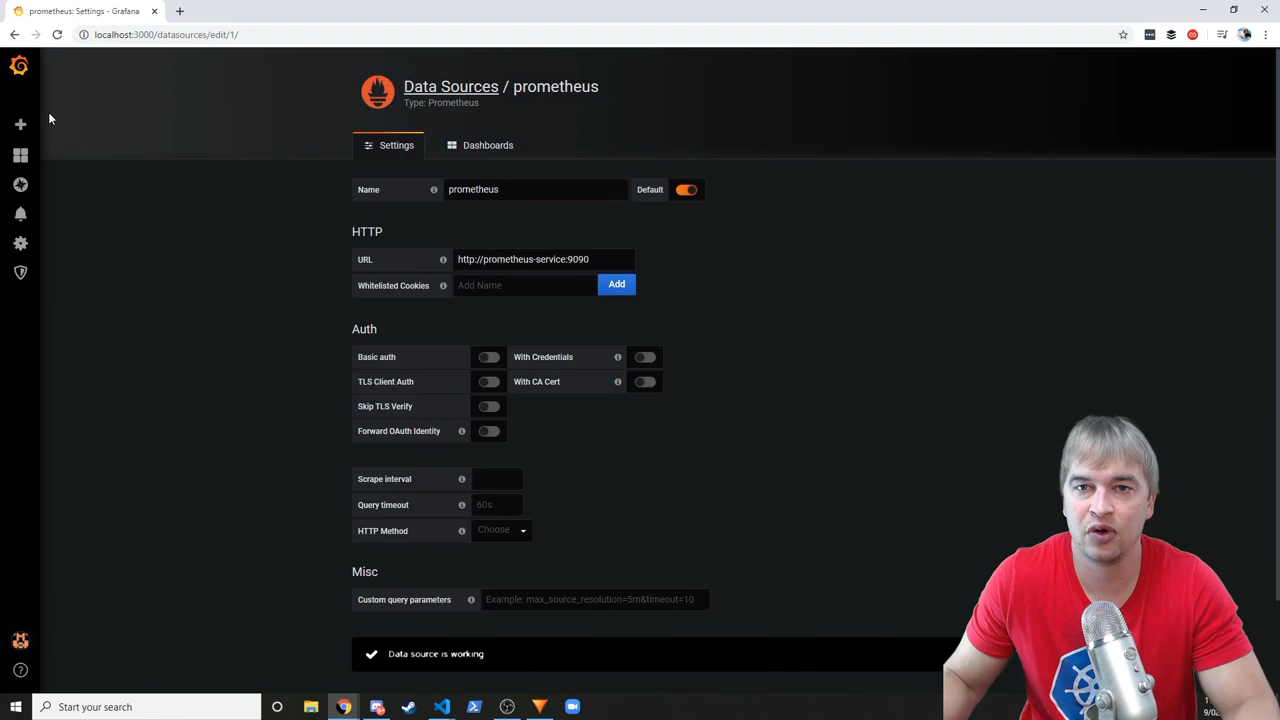 prometheus: Settings - Grafana
localhost:3000/datasources/edit/1/
Data Sources / prometheus
Type: Prometheus
Settings
Dashboards
Name
prometheus
Default
HTTP
URL
http://prometheus-service:9090
Whitelisted Cookies
Add Name
Add
Auth
Basic auth
With Credentials
TLS Client Auth
With CA Cert
Skip TLS Verify
Forward OAuth Identity
Scrape interval
Query timeout
60s
HTTP Method
Choose
Misc
Custom query parameters
Example: max_source_resolution=5m&timeout=10
Data source is working
Start your search